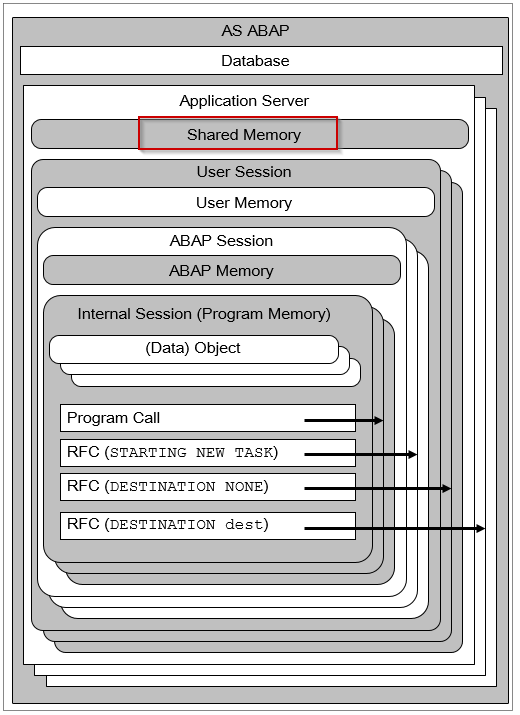 AS ABAP
Database
Application Server
Shared Memory
User Session
User Memory
ABAP Session
ABAP Memory
Internal Session (Program Memory)
(Data) Object
Program Call
RFC (STARTING NEW TASK)
RFC (DESTINATION NONE)
RFC (DESTINATION dest)